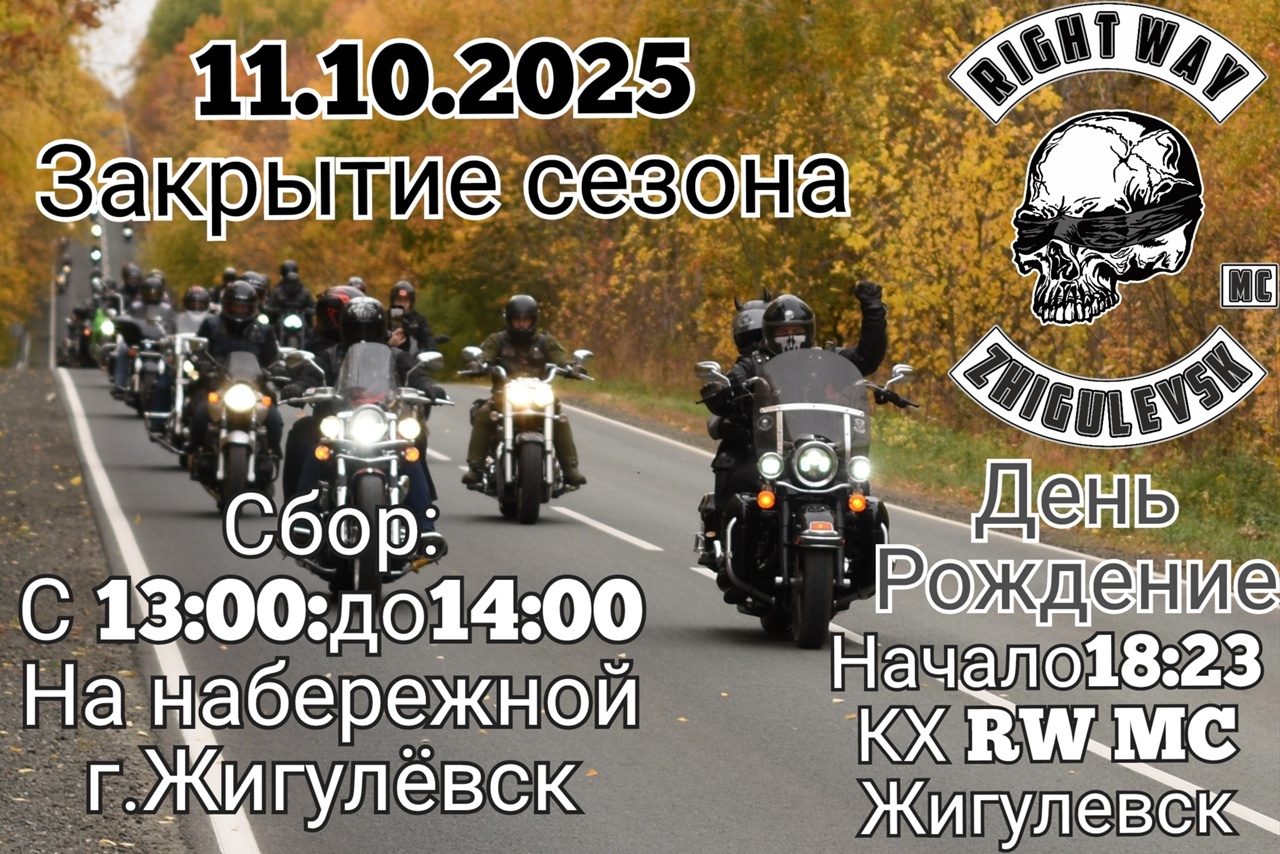 11.10.2025
Закрытие сезона
RIGHT WAY
MC
ZHIGULEVSK
Сбор:
С 13:00:до14:00
На набережной
г.Жигулёвск
День
Рождение
Начало18:23
КХ RW MC
Жигулевск